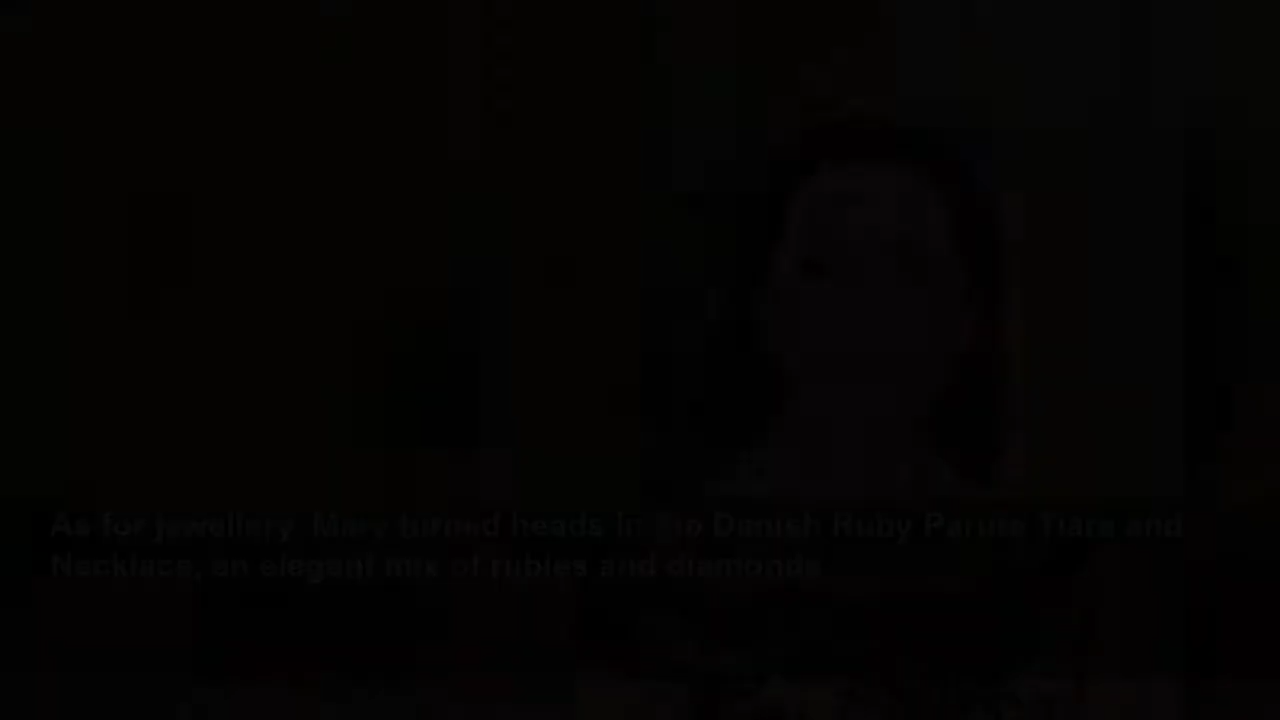 As for jewellery, Mary turned heads in the Danish Ruby Parure Tiara and
Necklace, an elegant mix of rubies and diamonds